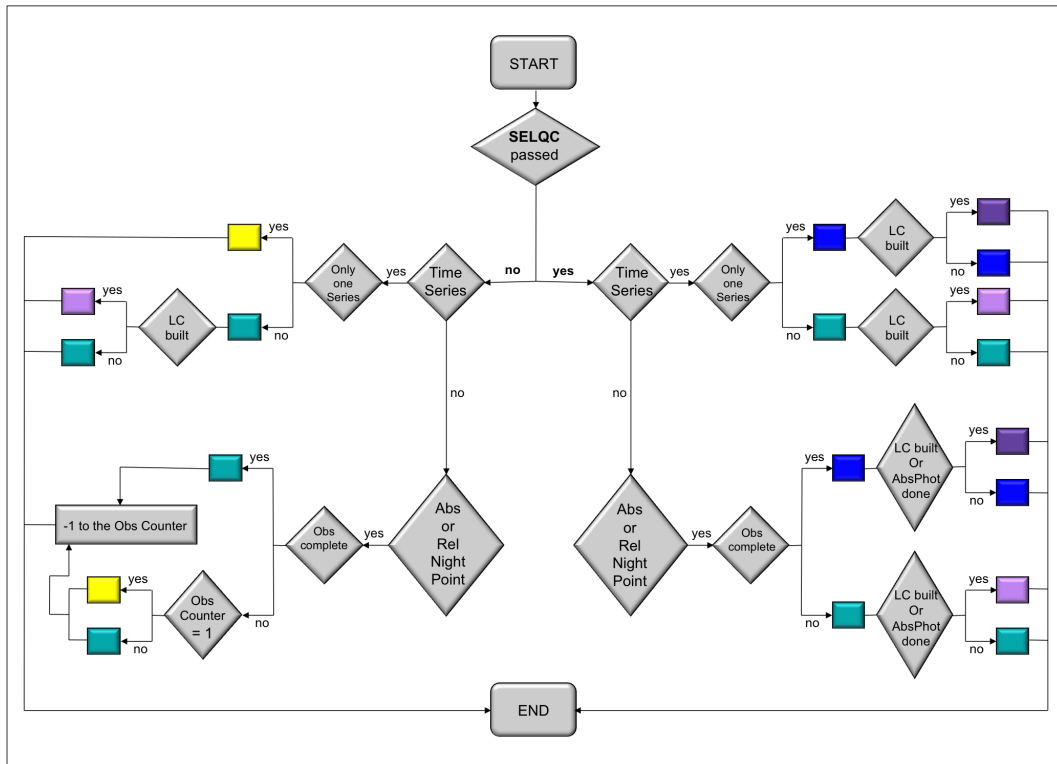 START
SELQC
passed
yes
yes
yes
LC
built
no
Only
one
Series
yes
Time
Series
no
yes
Time
Series
yes
Only
one
Series
yes
LC
built
no
no
yes
LC
built
no
no
no
no
yes
-1 to the Obs Counter
Obs
complete
yes
Abs
or
Rel
Night
Point
Abs
or
Rel
Night
Point
yes
Obs
complete
yes
LC built
Or
AbsPhot
done
yes
no
yes
Obs
Counter
= 1
no
no
no
LC built
Or
AbsPhot
done
yes
no
END